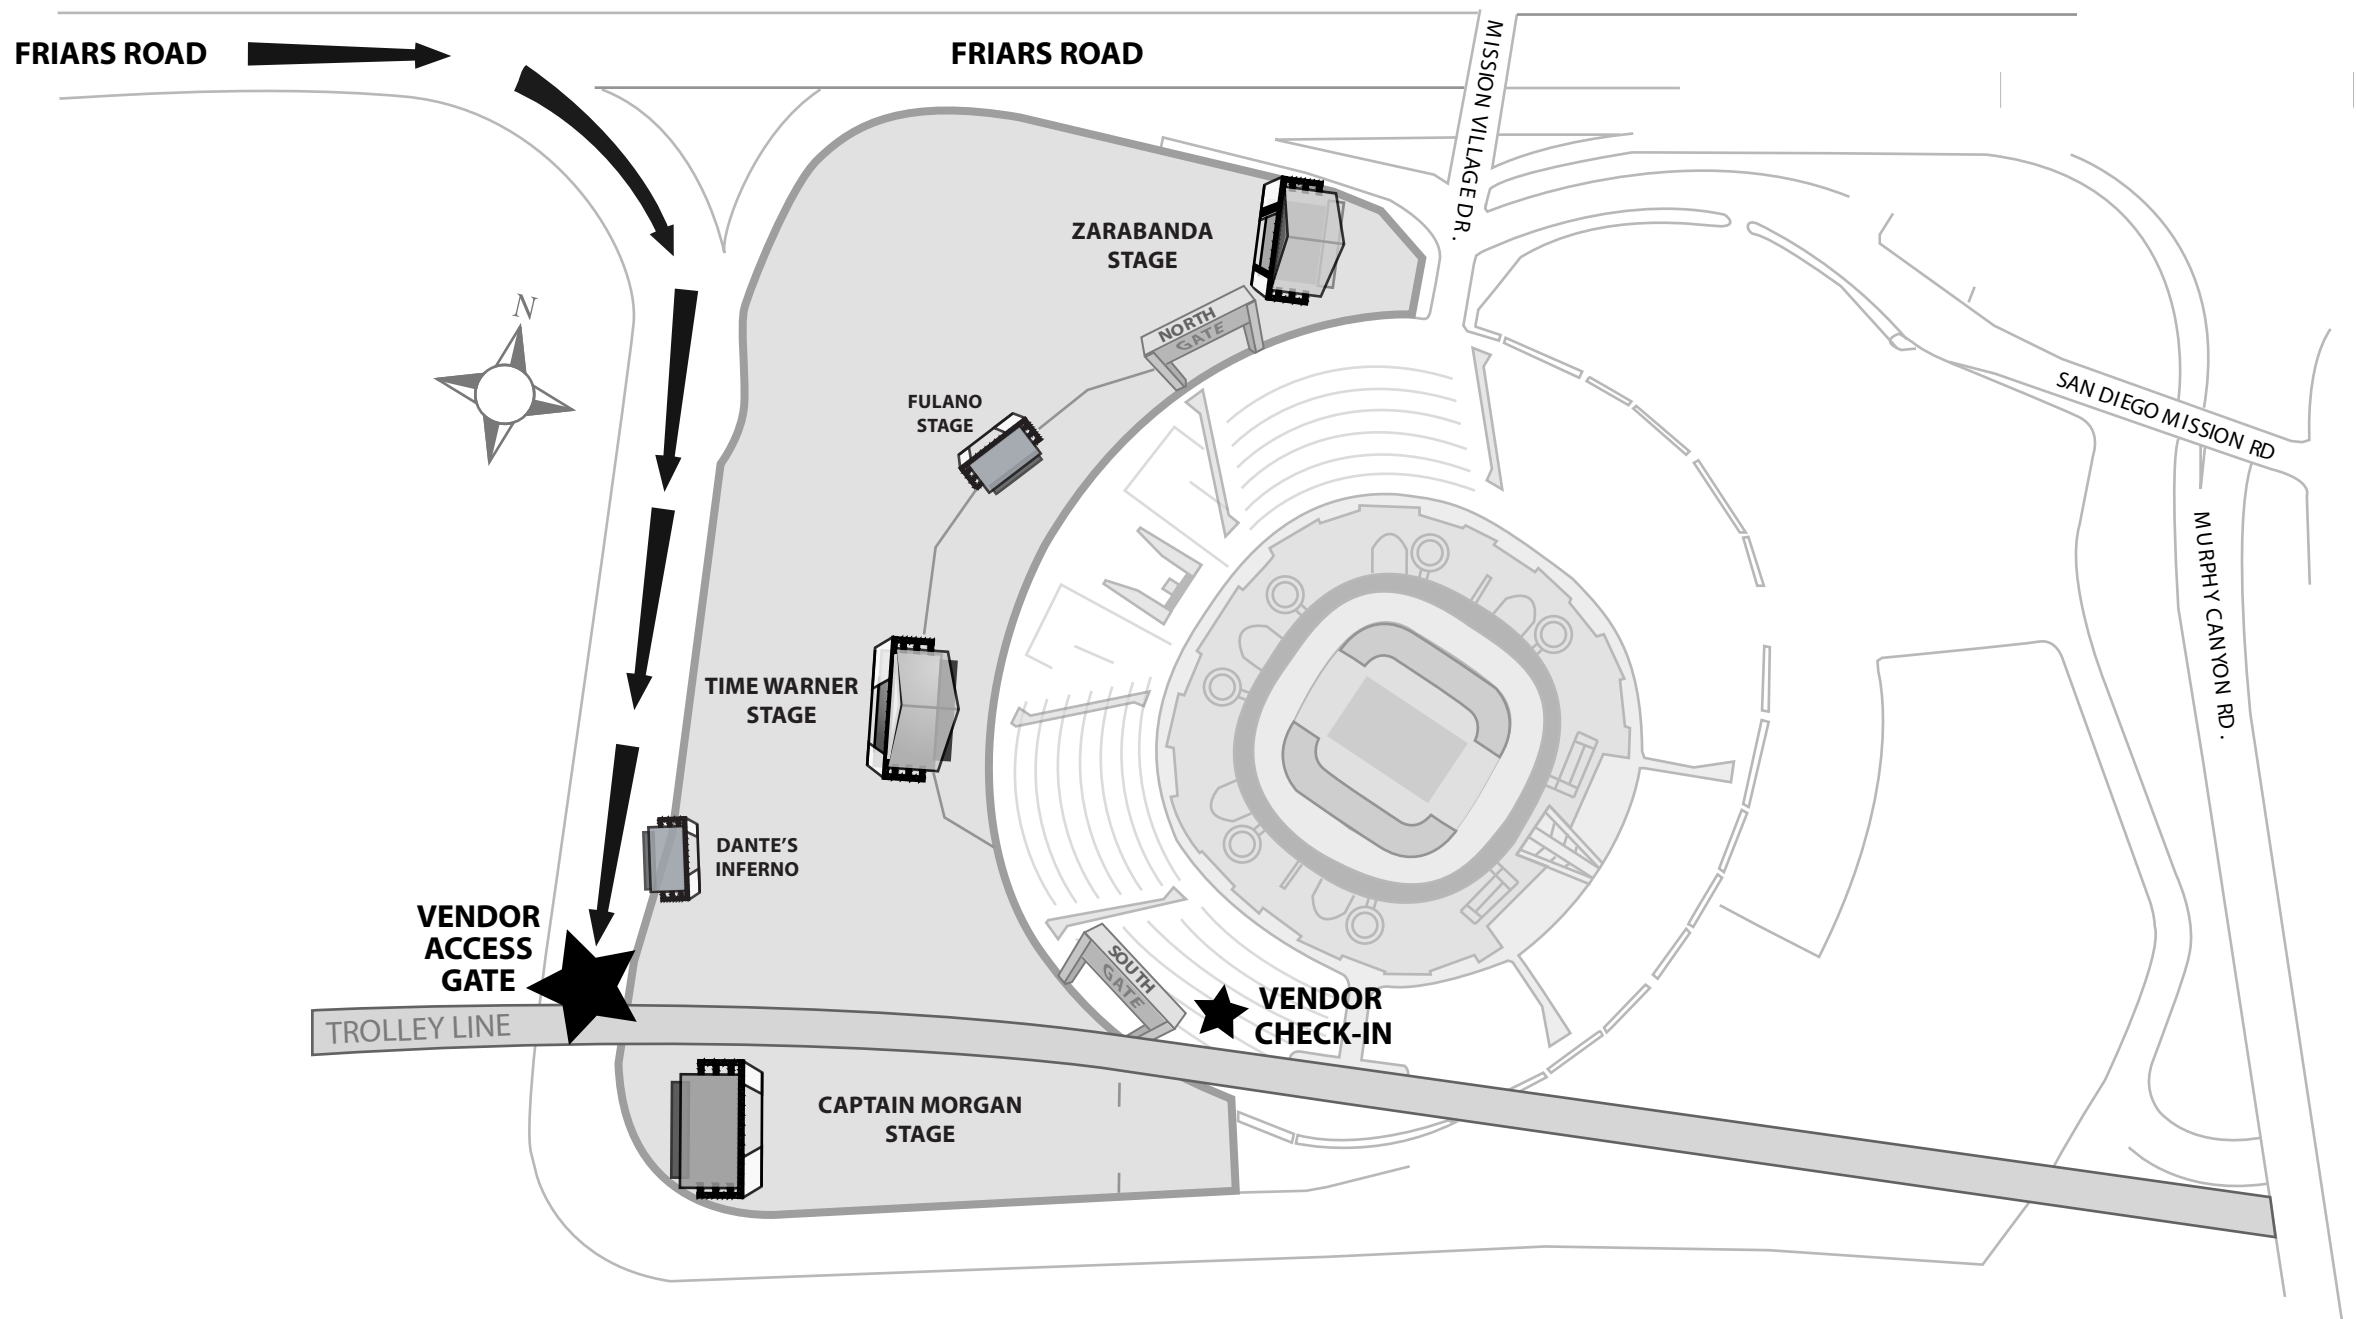 FRIARS ROAD
FRIARS ROAD
MISSION VILLAGE DR.
ZARABANDA
STAGE
N
NORTH
GATE
FULANO
STAGE
SAN DIEGO MISSION RD
MURPHY CANYON RD.
TIME WARNER
STAGE
DANTE'S
INFERNO
VENDOR
ACCESS
GATE
SOUTH
GATE
VENDOR
CHECK-IN
TROLLEY LINE
CAPTAIN MORGAN
STAGE